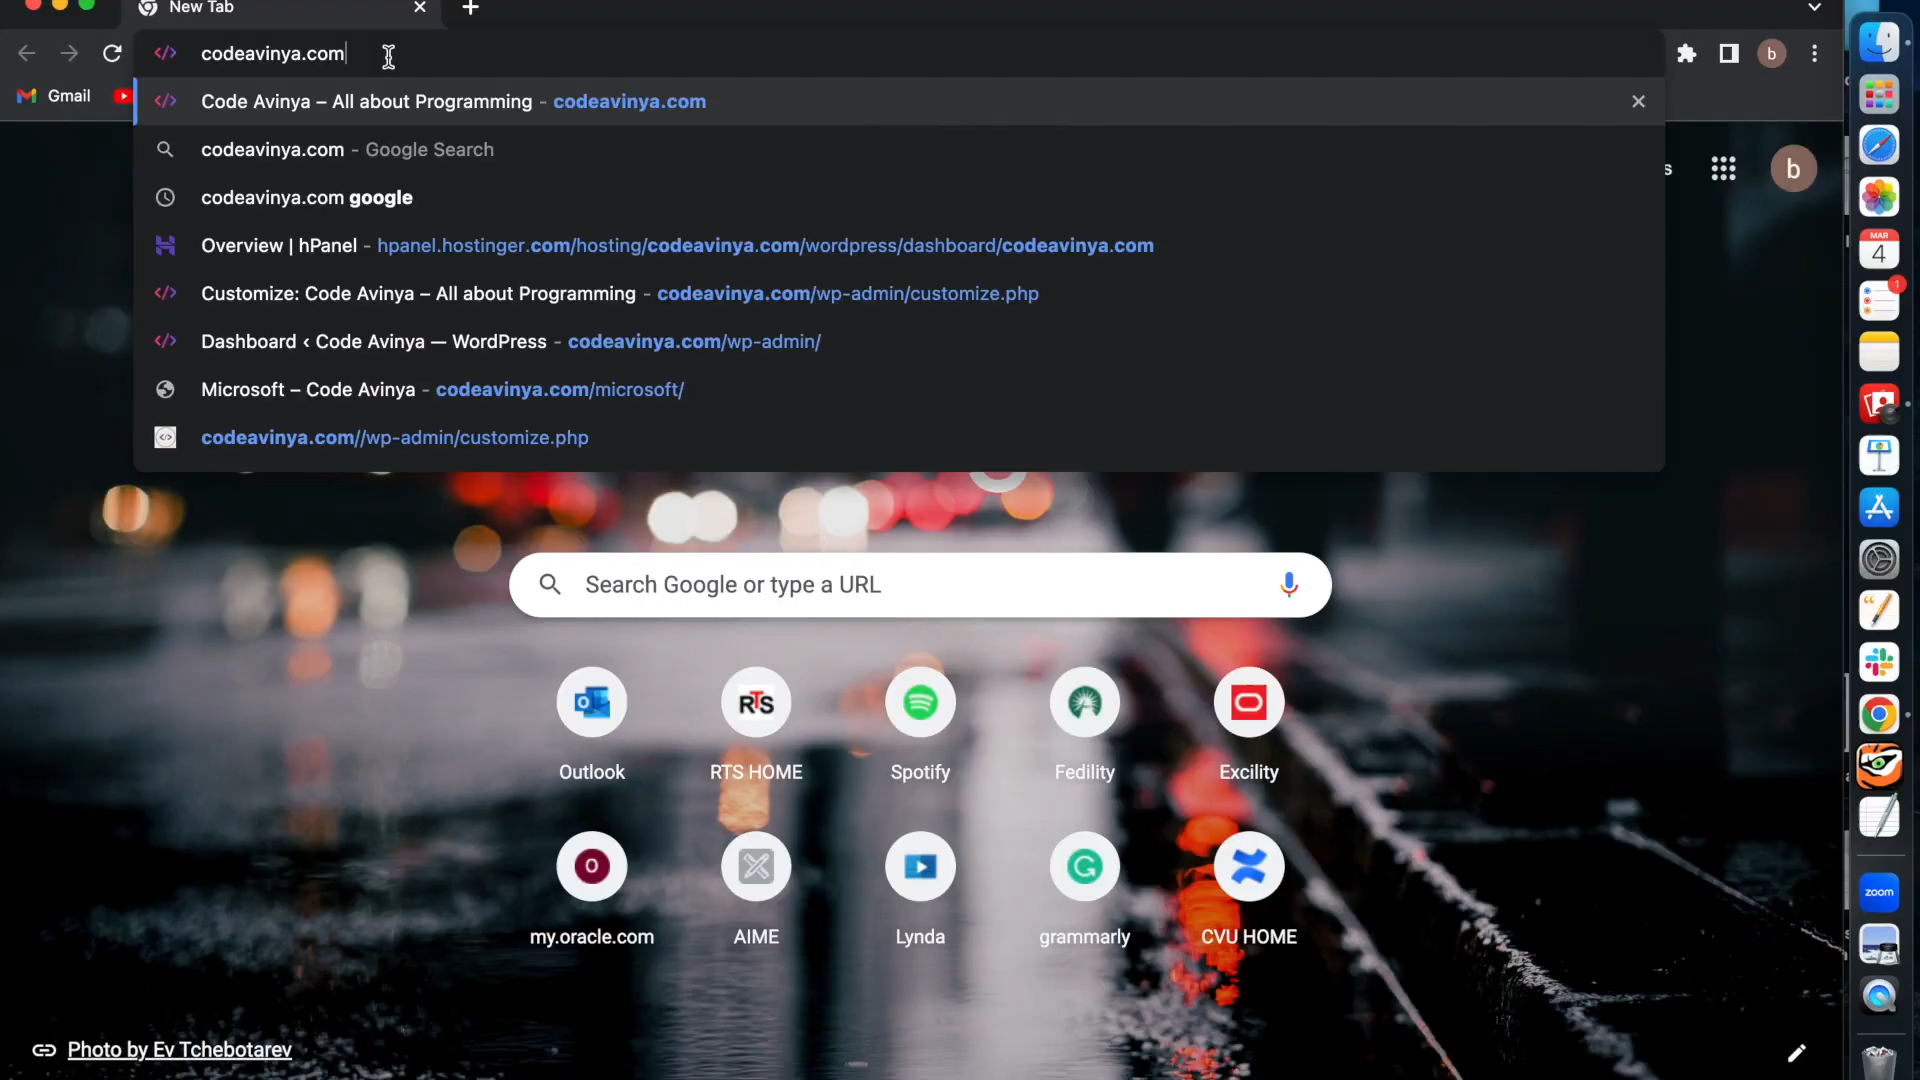 New Tab
codeavinya.com
b
Gmail
Code Avinya – All about Programming - codeavinya.com
codeavinya.com - Google Search
s
b
codeavinya.com google
Overview | hPanel - hpanel.hostinger.com/hosting/codeavinya.com/wordpress/dashboard/codeavinya.com
MAR
4
Customize: Code Avinya – All about Programming - codeavinya.com/wp-admin/customize.php
1
Dashboard ‹ Code Avinya — WordPress - codeavinya.com/wp-admin/
Microsoft – Code Avinya - codeavinya.com/microsoft/
codeavinya.com//wp-admin/customize.php
Search Google or type a URL
RTS
Outlook
RTS HOME
Spotify
Fedility
Excility
O
G
zoom
my.oracle.com
AIME
Lynda
grammarly
CVU HOME
Photo by Ev Tchebotarev